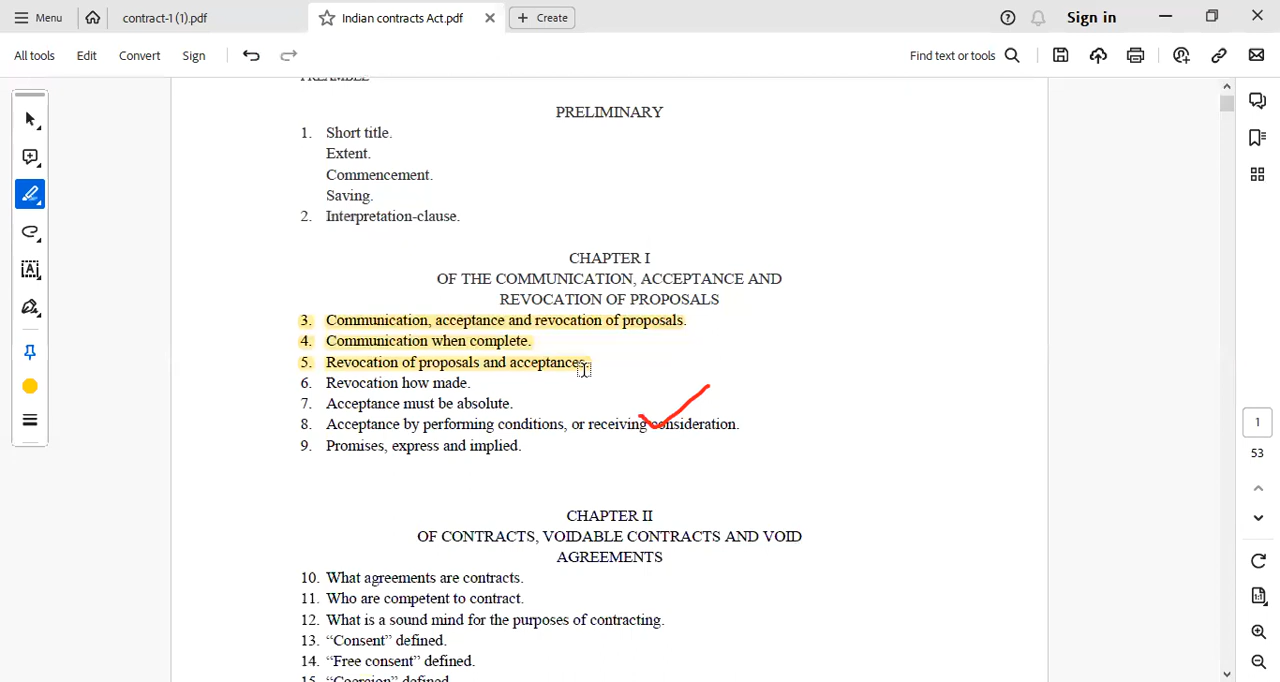 Menu contract-1 (1).pdf Indian contracts Act.pdf Create Sign in
All tools Edit Convert Sign Find text or tools
PREAMBLE
PRELIMINARY
1. Short title.
Extent.
Commencement.
Saving.
2. Interpretation-clause.
CHAPTER I
OF THE COMMUNICATION, ACCEPTANCE AND
REVOCATION OF PROPOSALS
3. Communication, acceptance and revocation of proposals.
4. Communication when complete.
5. Revocation of proposals and acceptances.
6. Revocation how made.
7. Acceptance must be absolute.
8. Acceptance by performing conditions, or receiving consideration.
9. Promises, express and implied.
1
53
CHAPTER II
OF CONTRACTS, VOIDABLE CONTRACTS AND VOID
AGREEMENTS
10. What agreements are contracts.
11. Who are competent to contract.
12. What is a sound mind for the purposes of contracting.
13. “Consent” defined.
14. “Free consent” defined.
15. “Coercion” defined.